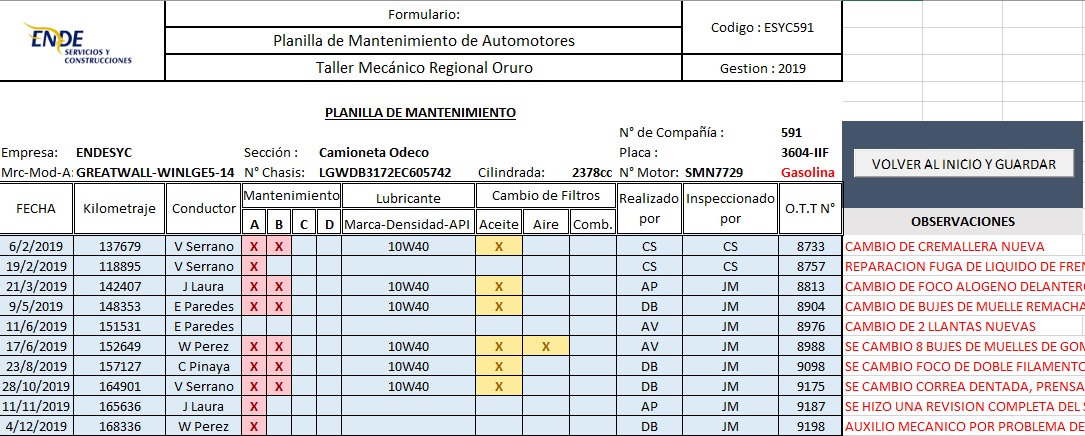 Formulario:
Codigo : ESYC591
ENDE
SERVICIOS Y
CONSTRUCCIONES
Planilla de Mantenimiento de Automotores
Taller Mecánico Regional Oruro
Gestion : 2019
PLANILLA DE MANTENIMIENTO
N° de Compañía : 591
Empresa: ENDESYC Sección : Camioneta Odeco Placa : 3604-IIF
Mrc-Mod-A: GREATWALL-WINLGE5-14 N° Chasis: LGWDB3172EC605742 Cilindrada: 2378cc N° Motor: SMN7729 Gasolina
VOLVER AL INICIO Y GUARDAR
FECHA Kilometraje Conductor Mantenimiento Lubricante Cambio de Filtros Realizado por Inspeccionado por O.T.T N° OBSERVACIONES
A B C D Marca-Densidad-API Aceite Aire Comb.
6/2/2019 137679 V Serrano X X 10W40 X CS CS 8733 CAMBIO DE CREMALLERA NUEVA
19/2/2019 118895 V Serrano X CS CS 8757 REPARACION FUGA DE LIQUIDO DE FREN
21/3/2019 142407 J Laura X X 10W40 X AP JM 8813 CAMBIO DE FOCO ALOGENO DELANTERO
9/5/2019 148353 E Paredes X X 10W40 X DB JM 8904 CAMBIO DE BUJES DE MUELLE REMACHA
11/6/2019 151531 E Paredes AV JM 8976 CAMBIO DE 2 LLANTAS NUEVAS
17/6/2019 152649 W Perez X X 10W40 X X AV JM 8988 SE CAMBIO 8 BUJES DE MUELLES DE GOM
23/8/2019 157127 C Pinaya X X 10W40 X DB JM 9098 SE CAMBIO FOCO DE DOBLE FILAMENTO
28/10/2019 164901 V Serrano X X 10W40 X DB JM 9175 SE CAMBIO CORREA DENTADA, PRENSA
11/11/2019 165636 J Laura X AP JM 9187 SE HIZO UNA REVISION COMPLETA DEL S
4/12/2019 168336 W Perez X DB JM 9198 AUXILIO MECANICO POR PROBLEMA DE